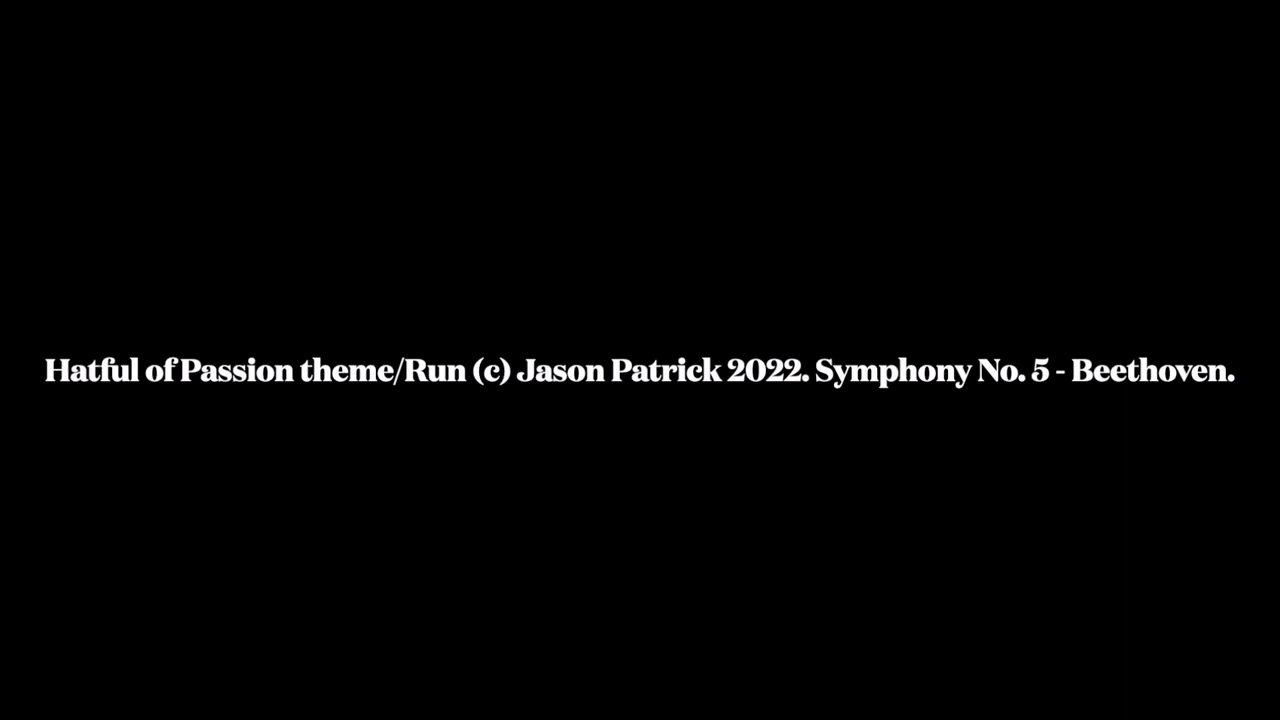 Hatful of Passion theme/Run (c) Jason Patrick 2022. Symphony No. 5 - Beethoven.